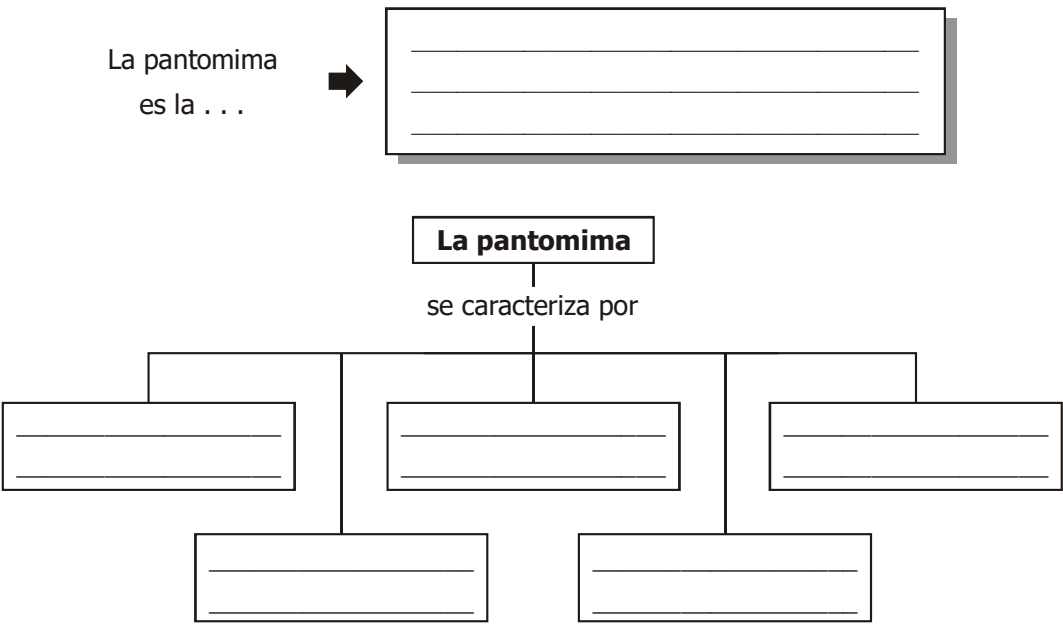 La pantomima
es la . . .
La pantomima
se caracteriza por